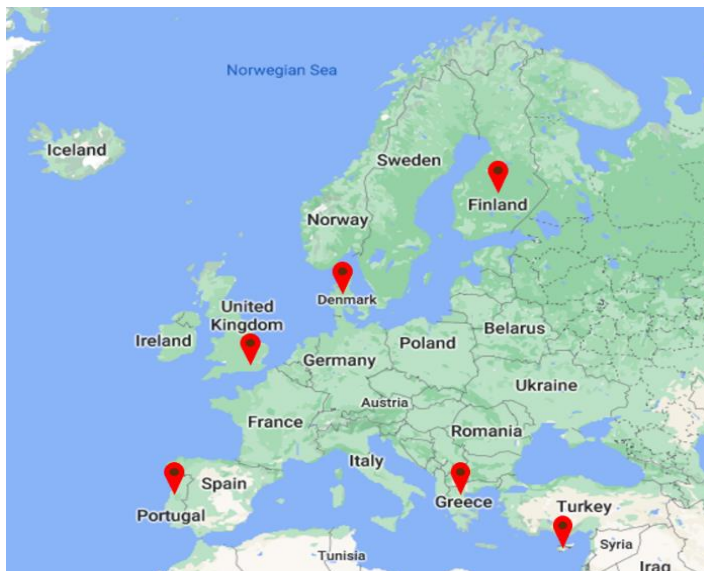 Norwegian Sea
Iceland
Sweden
Finland
Norway
Denmark
United
Kingdom
Ireland
Belarus
Poland
Germany
Ukraine
Austria
France
Romania
Italy
Spain
Greece
Turkey
Portugal
Syria
Tunisia
Iraq